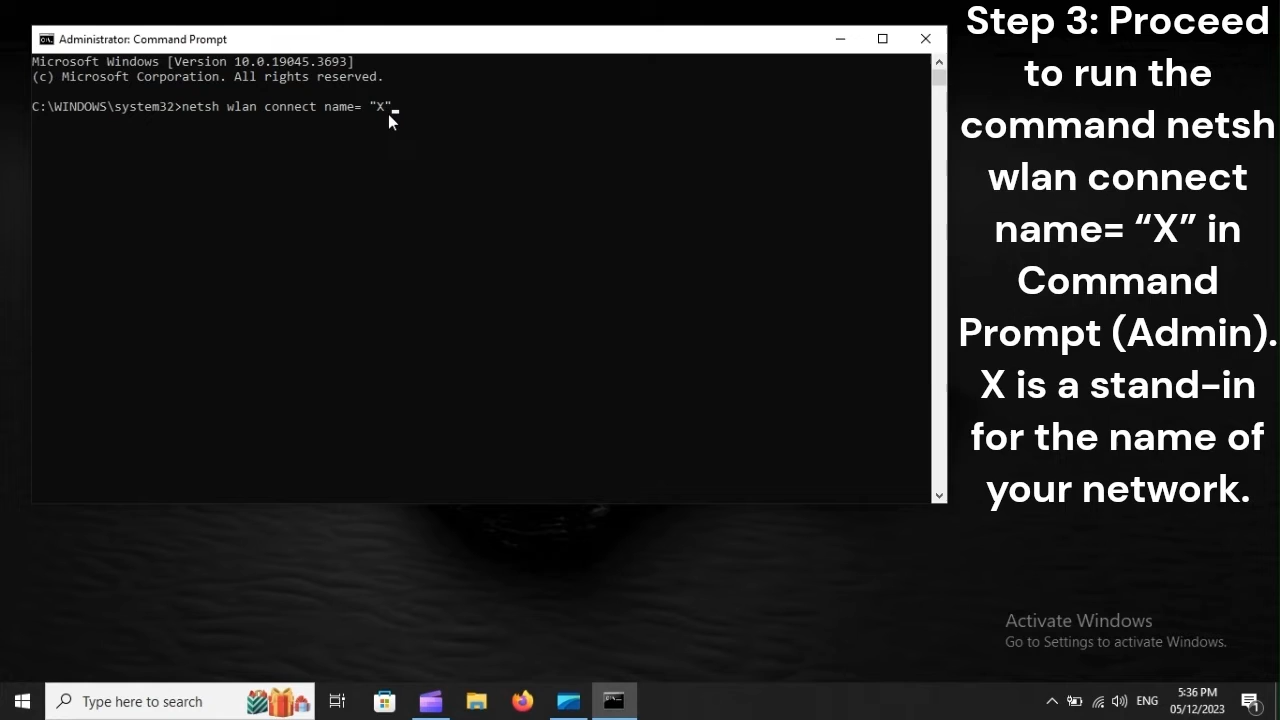 Administrator: Command Prompt
Microsoft Windows [Version 10.0.19045.3693]
(c) Microsoft Corporation. All rights reserved.
C:\WINDOWS\system32>netsh wlan connect name= "X"
Step 3: Proceed
to run the
command netsh
wlan connect
name= “X” in
Command
Prompt (Admin).
X is a stand-in
for the name of
your network.
Activate Windows
Go to Settings to activate Windows.
Type here to search
ENG
5:36 PM
05/12/2023
1